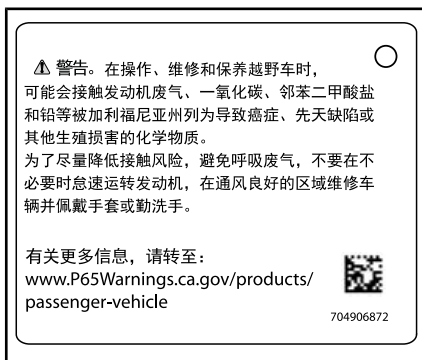 ⚠ 警告。在操作、维修和保养越野车时，
可能会接触发动机废气、一氧化碳、邻苯二甲酸盐
和铅等被加利福尼亚州列为导致癌症、先天缺陷或
其他生殖损害的化学物质。
为了尽量降低接触风险，避免呼吸废气，不要在不
必要时怠速运转发动机，在通风良好的区域维修车
辆并佩戴手套或勤洗手。
有关更多信息，请转至：
www.P65Warnings.ca.gov/products/
passenger-vehicle
704906872